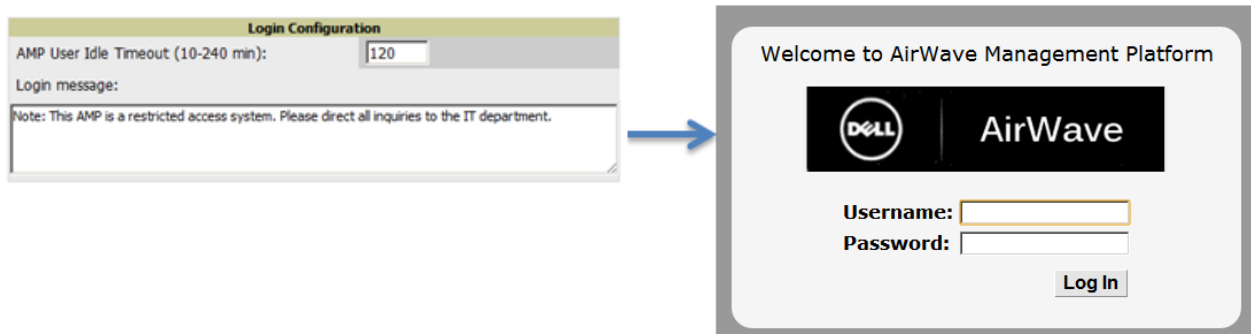 Login Configuration
AMP User Idle Timeout (10-240 min): 120
Login message:
Note: This AMP is a restricted access system. Please direct all inquiries to the IT department.
Welcome to AirWave Management Platform
DELL AirWave
Username:
Password:
Log In